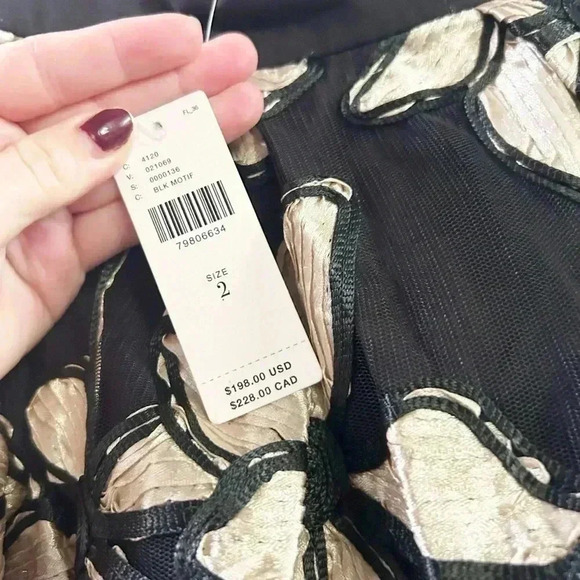 FL_36
C: 4120
V: 021069
S: 0000136
C: BLK MOTIF
79806634
SIZE
2
$198.00 USD
$228.00 CAD